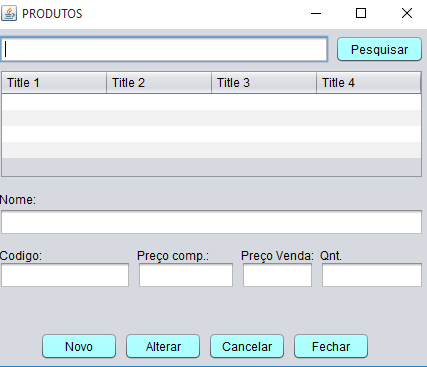 PRODUTOS
Pesquisar
Title 1 Title 2 Title 3 Title 4
Nome:
Codigo: Preço comp.: Preço Venda: Qnt.
Novo Alterar Cancelar Fechar